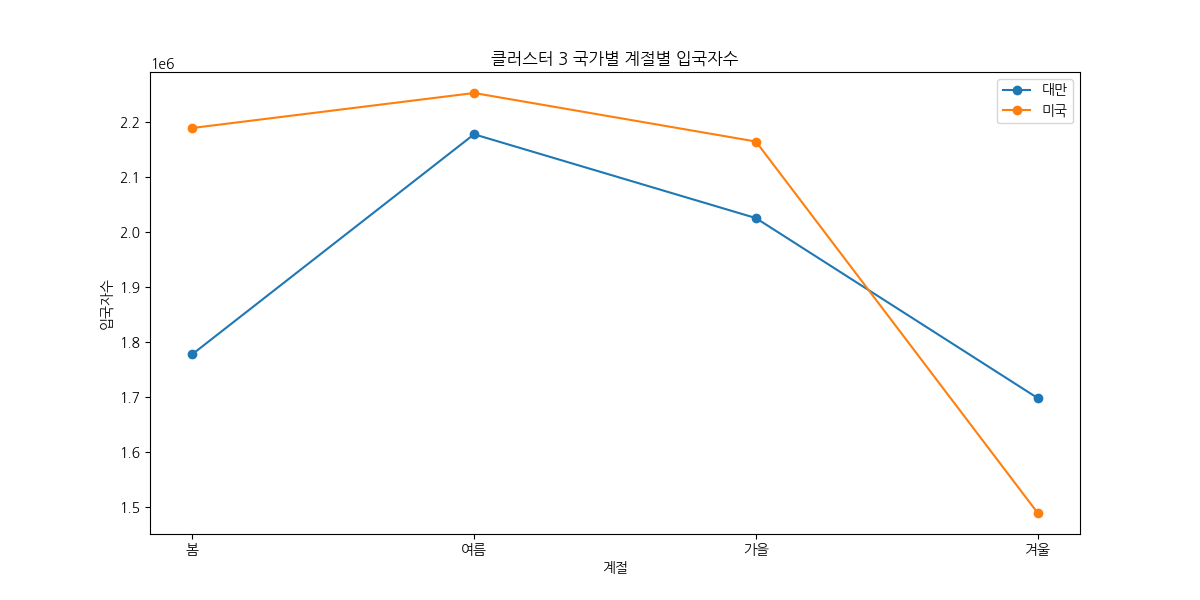 클러스터 3 국가별 계절별 입국자수
1e6
대만
미국
2.2
2.1
2.0
1.9
1.8
1.7
1.6
1.5
입국자수
봄 여름 가을 겨울
계절